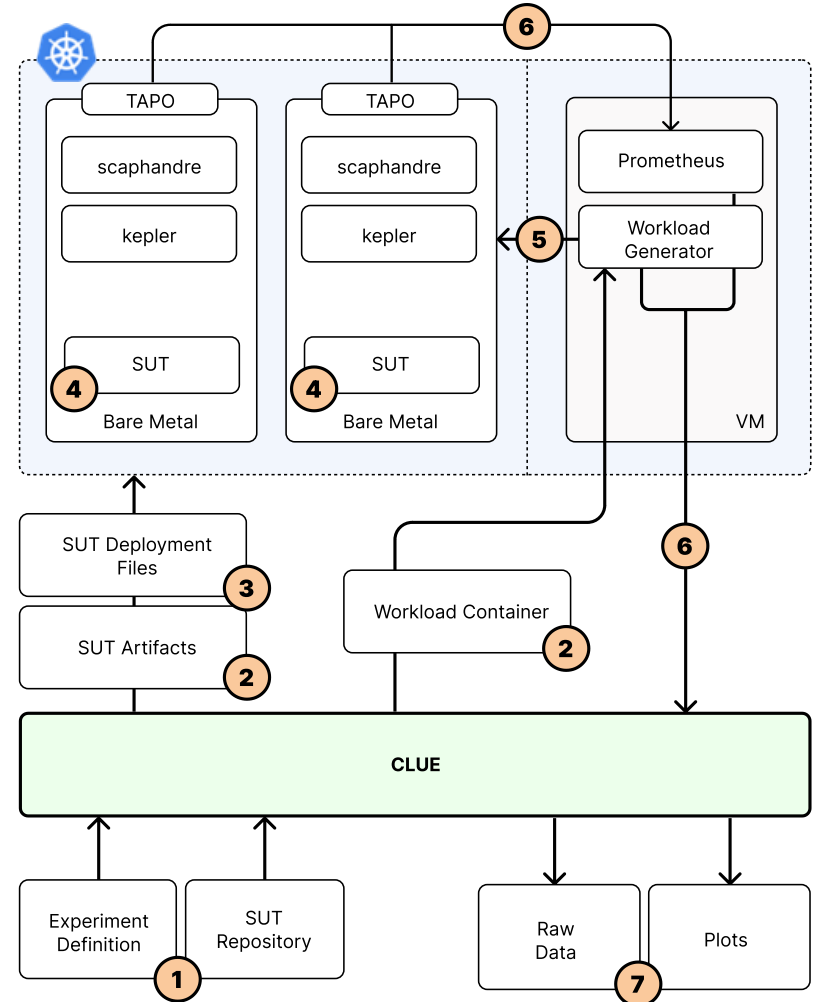 6
TAPO
TAPO
scaphandre
scaphandre
Prometheus
kepler
kepler
5
Workload
Generator
SUT
SUT
4
4
Bare Metal
Bare Metal
VM
SUT Deployment
Files
3
6
Workload Container
2
SUT Artifacts
2
CLUE
Experiment
Definition
SUT
Repository
1
Raw
Data
Plots
7